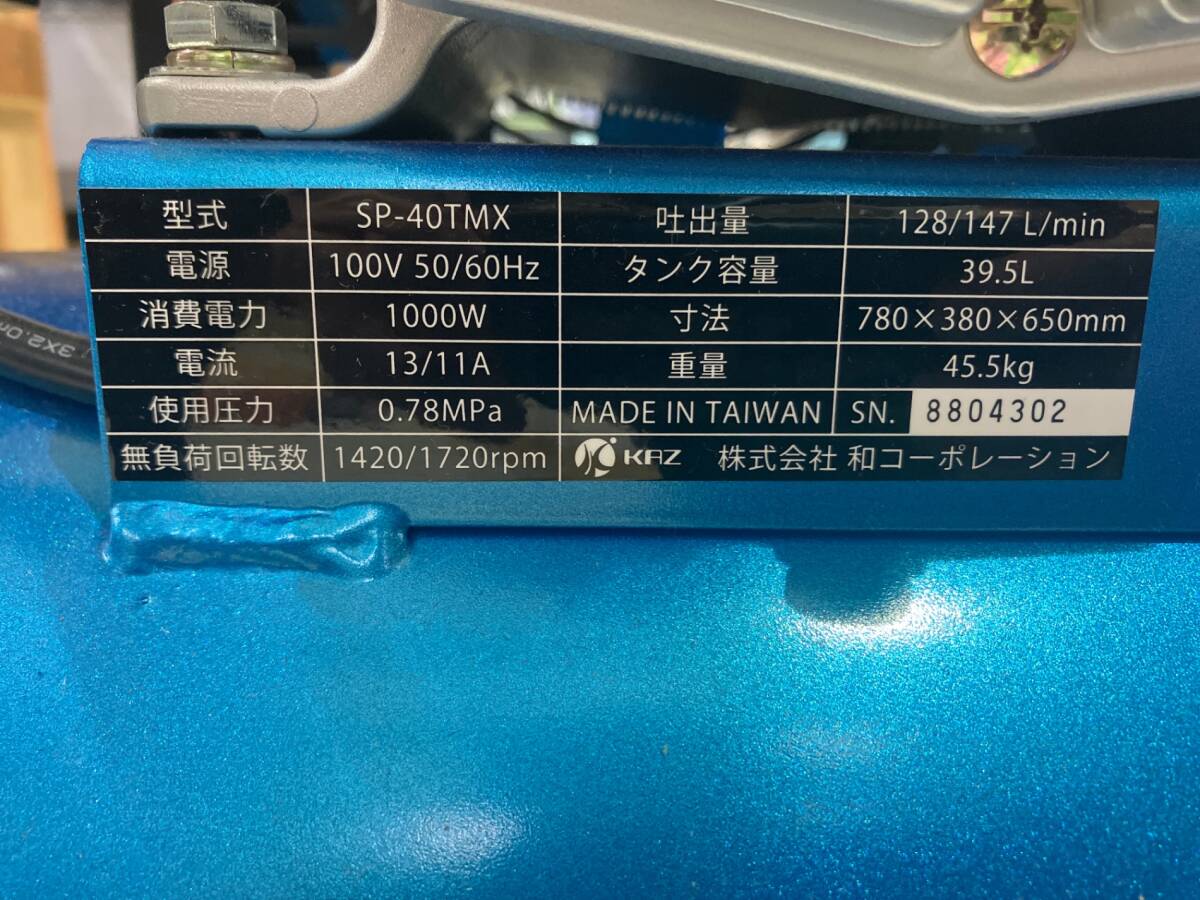 型式 SP-40TMX 吐出量 128/147 L/min
電源 100V 50/60Hz タンク容量 39.5L
消費電力 1000W 寸法 780×380×650mm
電流 13/11A 重量 45.5kg
使用圧力 0.78MPa MADE IN TAIWAN SN. 8804302
無負荷回転数 1420/1720rpm KAZ 株式会社 和コーポレーション
3X2.0